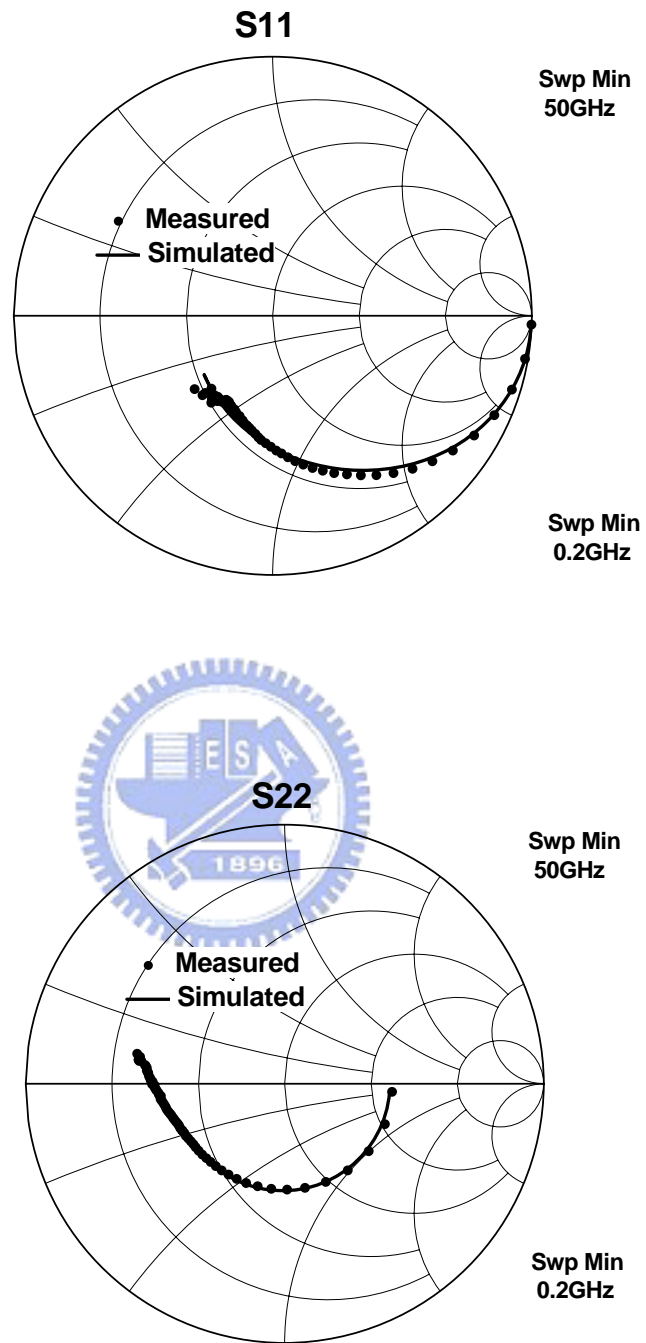 S11
Swp Min
50GHz
Measured
Simulated
Swp Min
0.2GHz
E S A
1896
S22
Swp Min
50GHz
Measured
Simulated
Swp Min
0.2GHz